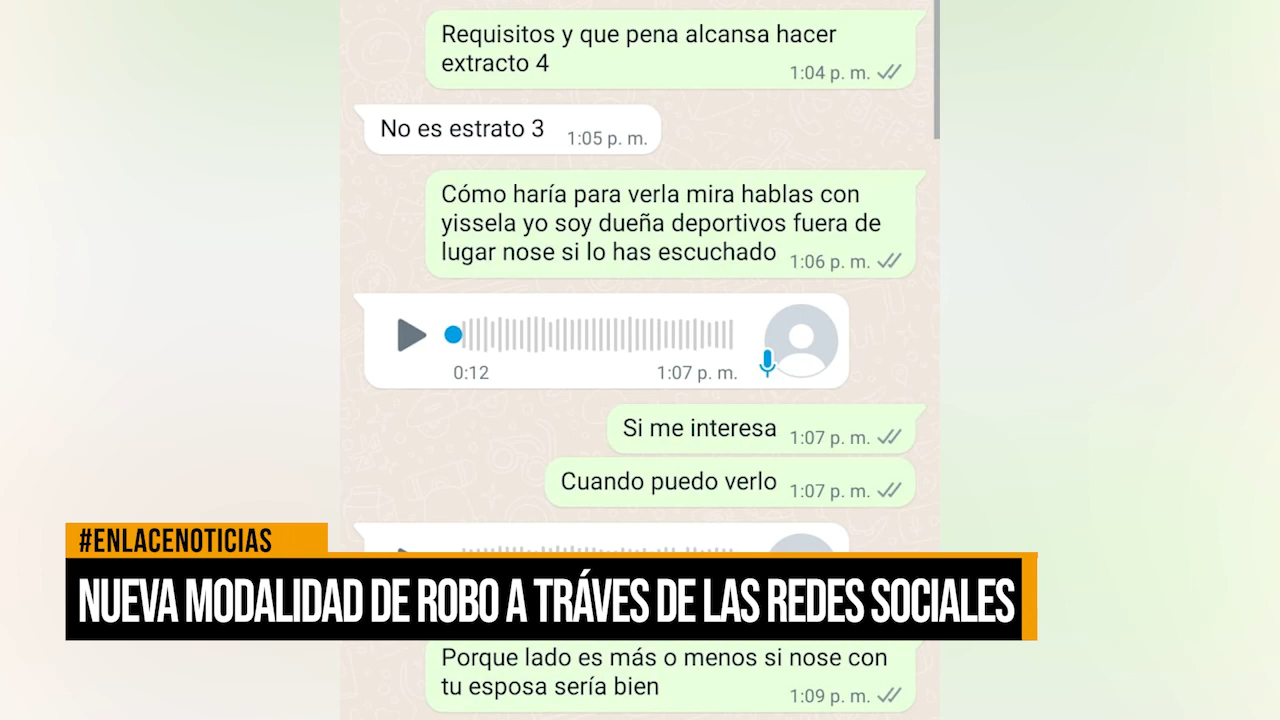 Requisitos y que pena alcansa hacer
extracto 4
1:04 p. m.
No es estrato 3
1:05 p. m.
Cómo haría para verla mira hablas con
yissela yo soy dueña deportivos fuera de
lugar nose si lo has escuchado
1:06 p. m.
0:12
1:07 p. m.
Si me interesa
1:07 p. m.
Cuando puedo verlo
1:07 p. m.
#ENLACENOTICIAS
NUEVA MODALIDAD DE ROBO A TRÁVES DE LAS REDES SOCIALES
Porque lado es más o menos si nose con
tu esposa sería bien
1:09 p. m.